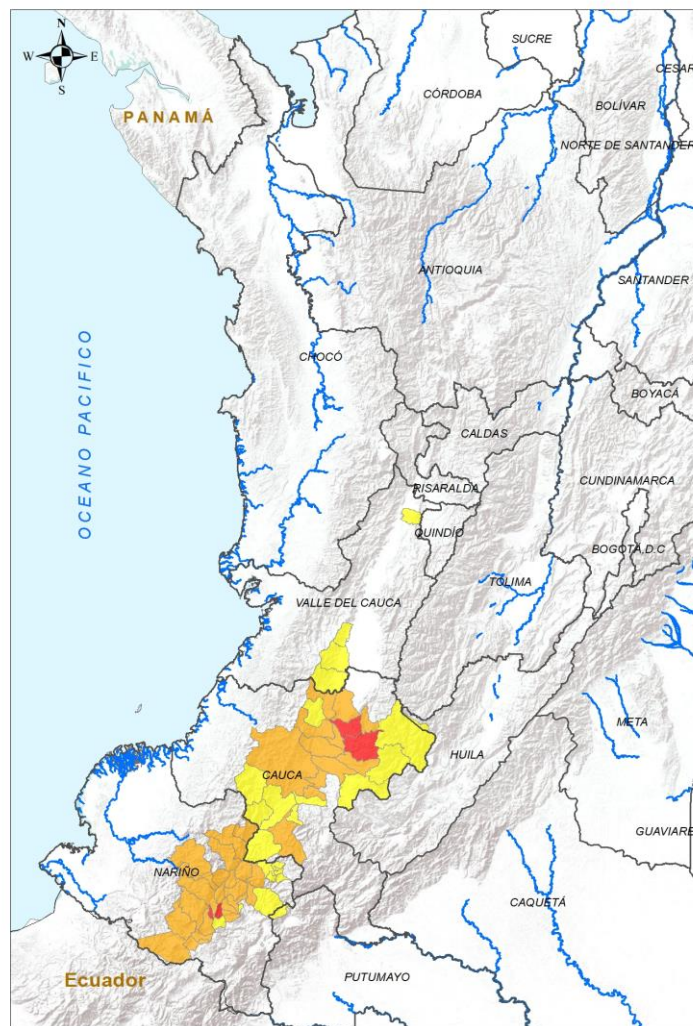 N
W E
S
SUCRE
CESAR
CÓRDOBA
BOLÍVAR
PANAMÁ
NORTE DE SANTANDER
ANTIOQUIA
SANTANDER
OCEANO PACIFICO
CHOCÓ
BOYACÁ
CALDAS
CUNDINAMARCA
RISARALDA
QUINDÍO
BOGOTÁ,D.C
TOLIMA
VALLE DEL CAUCA
META
HUILA
CAUCA
GUAVIARE
NARIÑO
CAQUETÁ
PUTUMAYO
Ecuador